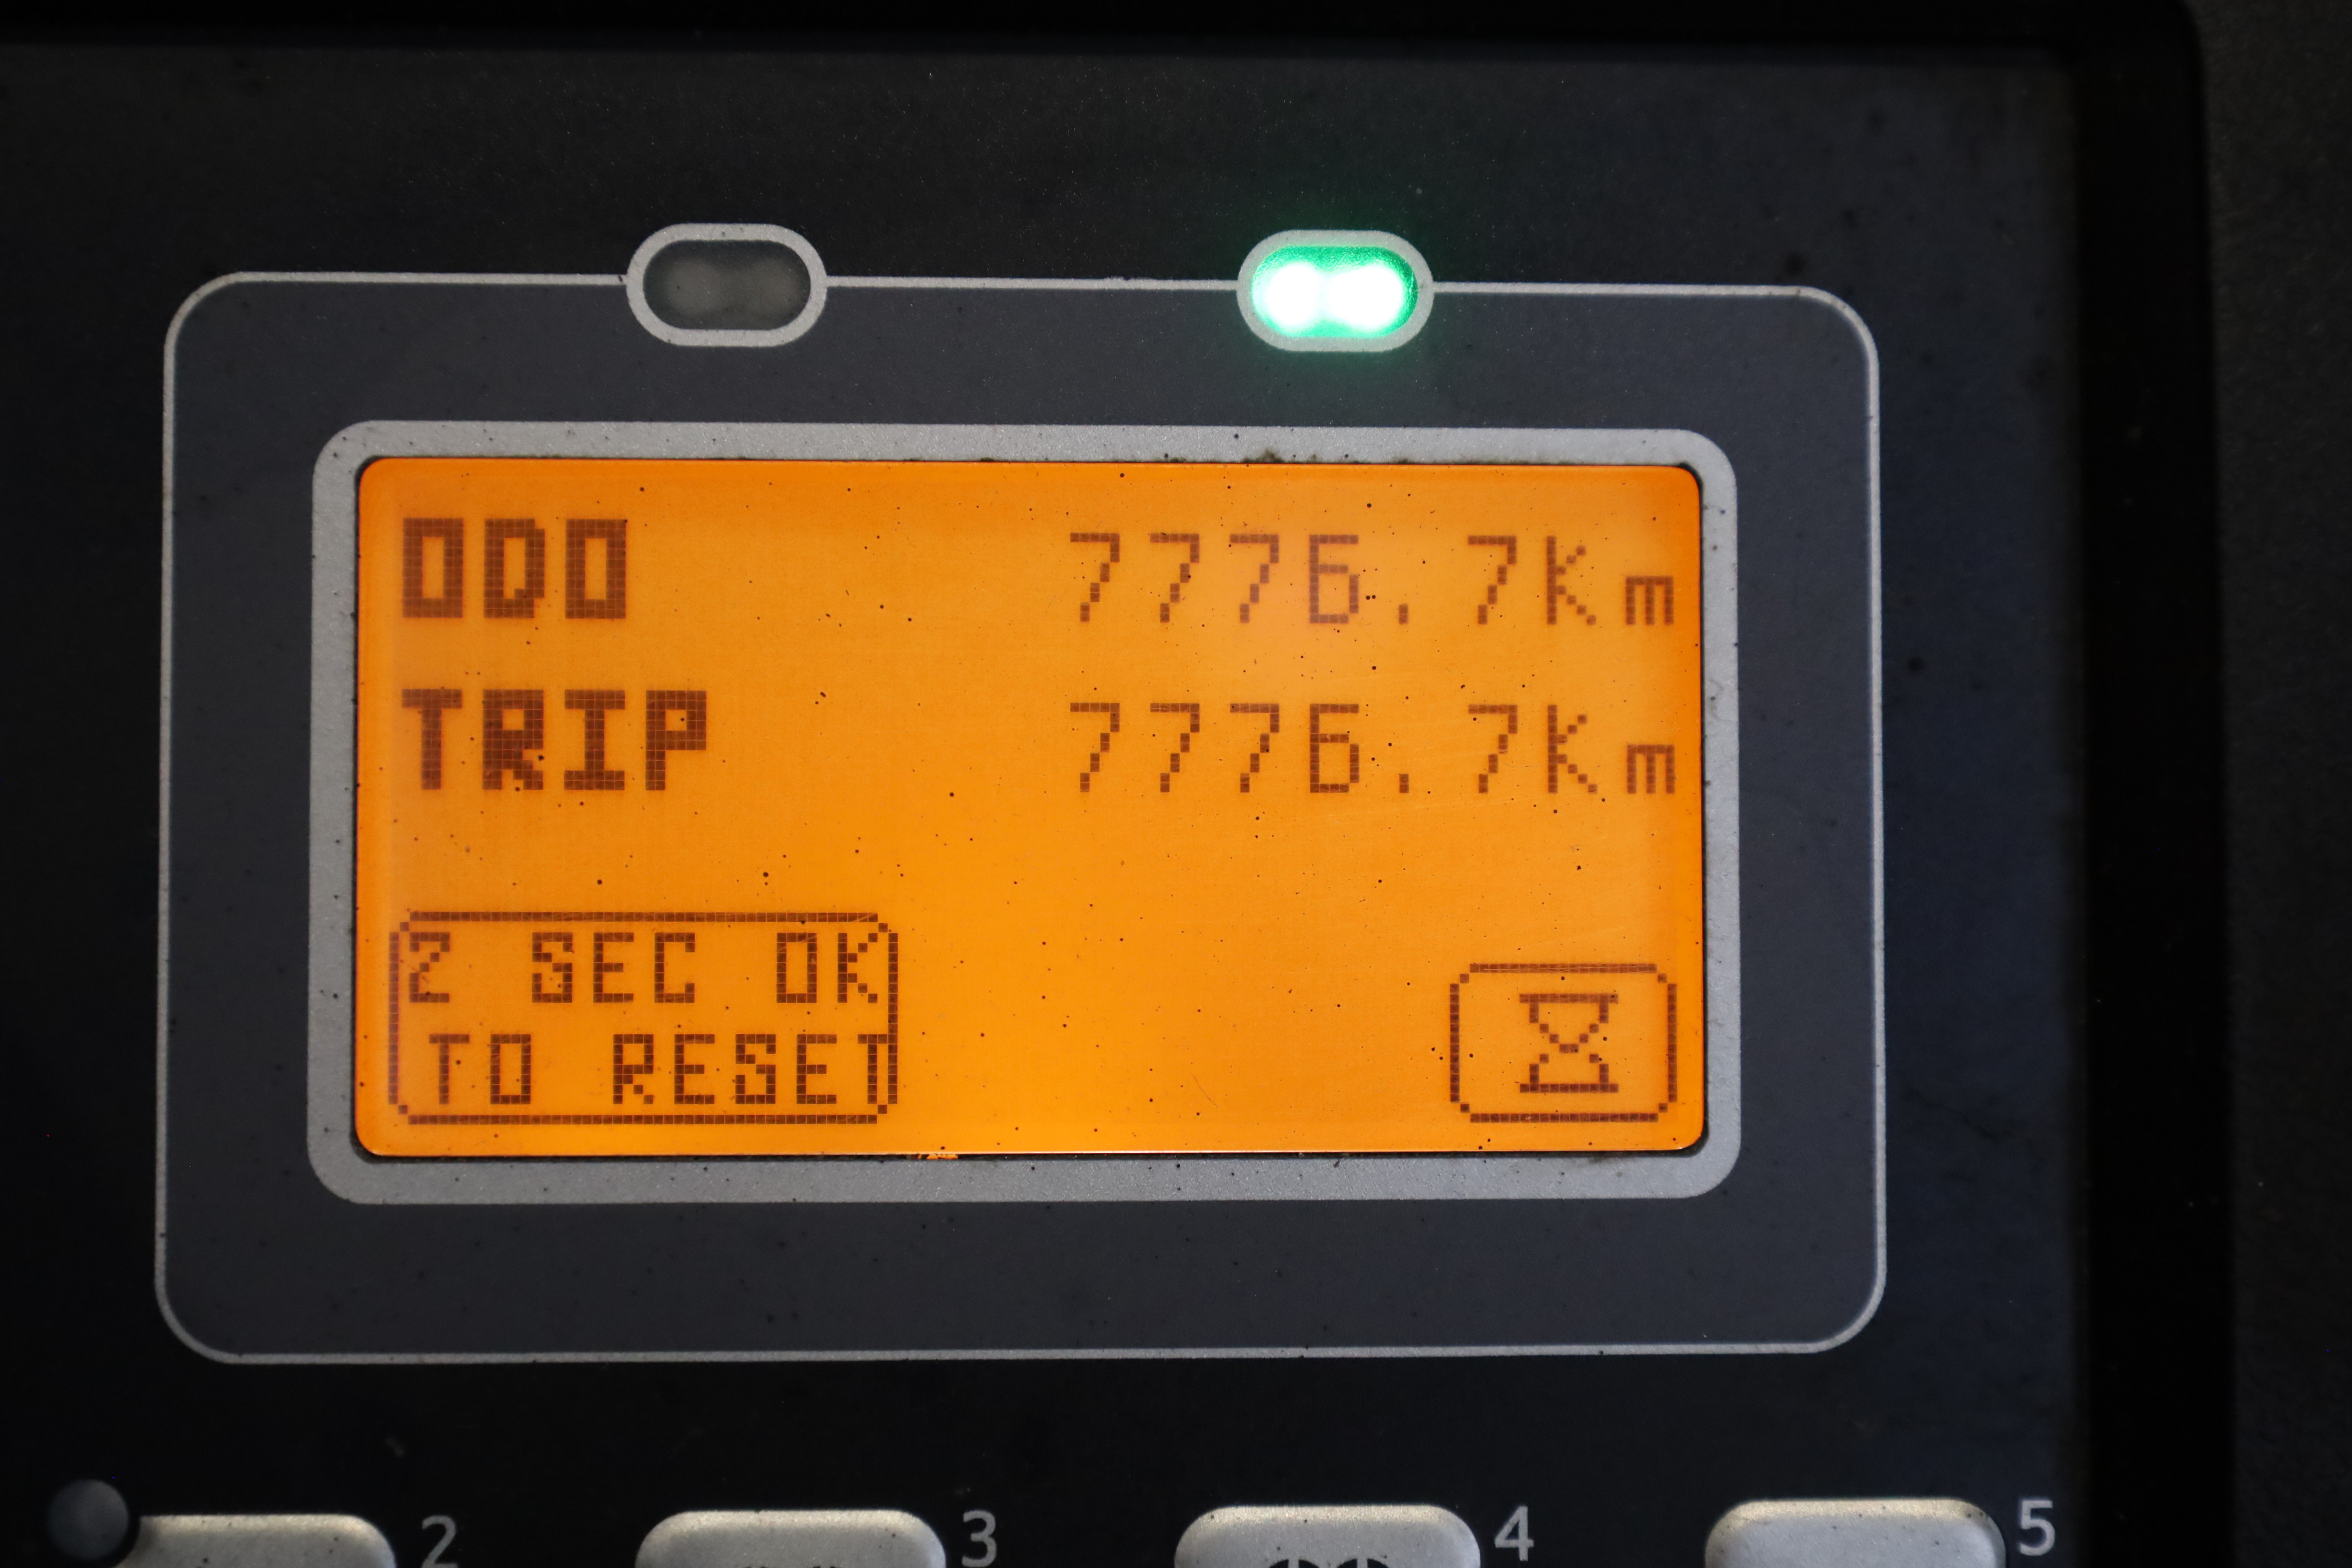 ODO 7776.7km
TRIP 7776.7km
2 SEC OK
TO RESET
2 3 4 5